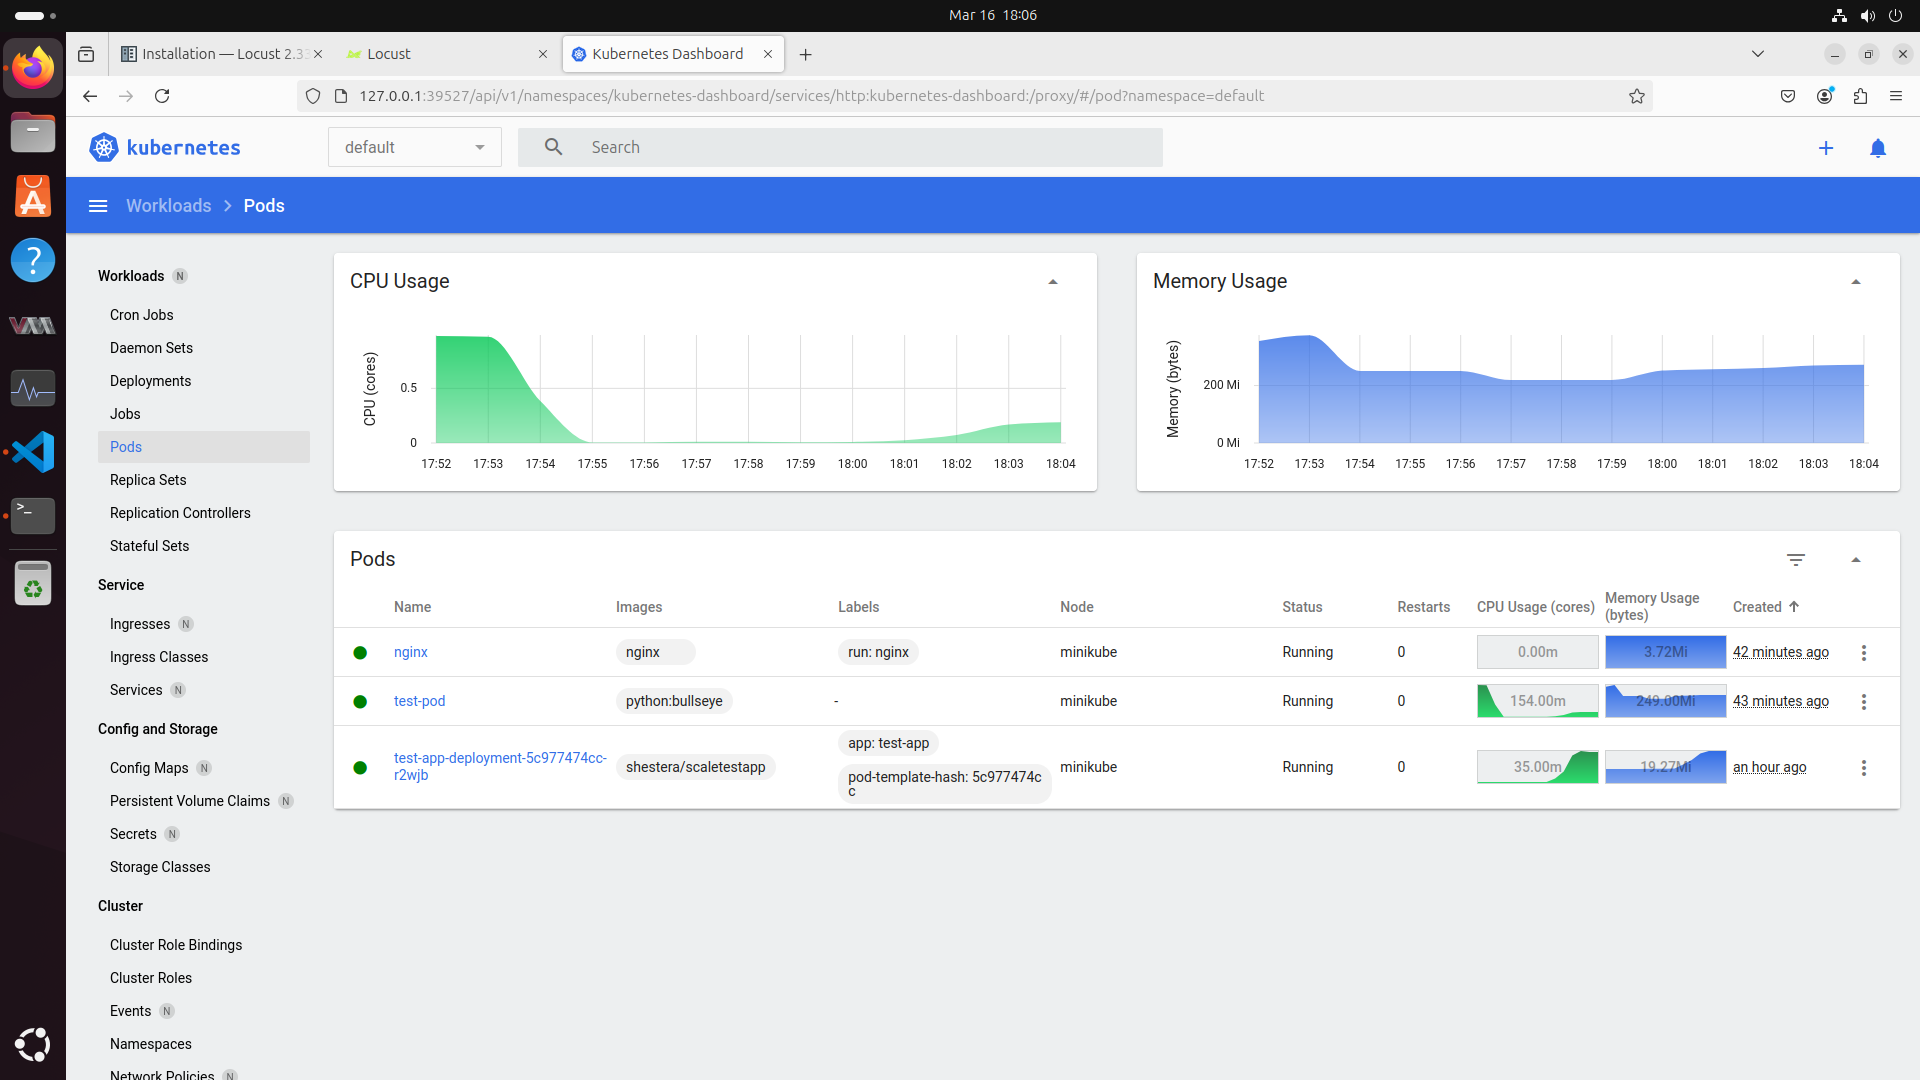 Mar 16 18:06
Installation — Locust 2.33
Locust
Kubernetes Dashboard
127.0.0.1:39527/api/v1/namespaces/kubernetes-dashboard/services/http:kubernetes-dashboard:/proxy/#/pod?namespace=default
kubernetes
default
Search
Workloads
Pods
Workloads N
Cron Jobs
Daemon Sets
Deployments
Jobs
Pods
Replica Sets
Replication Controllers
Stateful Sets
Service
Ingresses N
Ingress Classes
Services N
Config and Storage
Config Maps N
Persistent Volume Claims N
Secrets N
Storage Classes
Cluster
Cluster Role Bindings
Cluster Roles
Events N
Namespaces
Network Policies N
CPU Usage
CPU (cores)
0.5
0
17:52 17:53 17:54 17:55 17:56 17:57 17:58 17:59 18:00 18:01 18:02 18:03 18:04
Memory Usage
Memory (bytes)
200 Mi
0 Mi
17:52 17:53 17:54 17:55 17:56 17:57 17:58 17:59 18:00 18:01 18:02 18:03 18:04
Pods
Name Images Labels Node Status Restarts CPU Usage (cores) Memory Usage (bytes) Created
nginx nginx run: nginx minikube Running 0 0.00m 3.72Mi 42 minutes ago
test-pod python:bullseye - minikube Running 0 154.00m 249.00Mi 43 minutes ago
test-app-deployment-5c977474cc-
r2wjb
shestera/scaletestapp
app: test-app
pod-template-hash: 5c977474c
c
minikube Running 0 35.00m 19.27Mi an hour ago